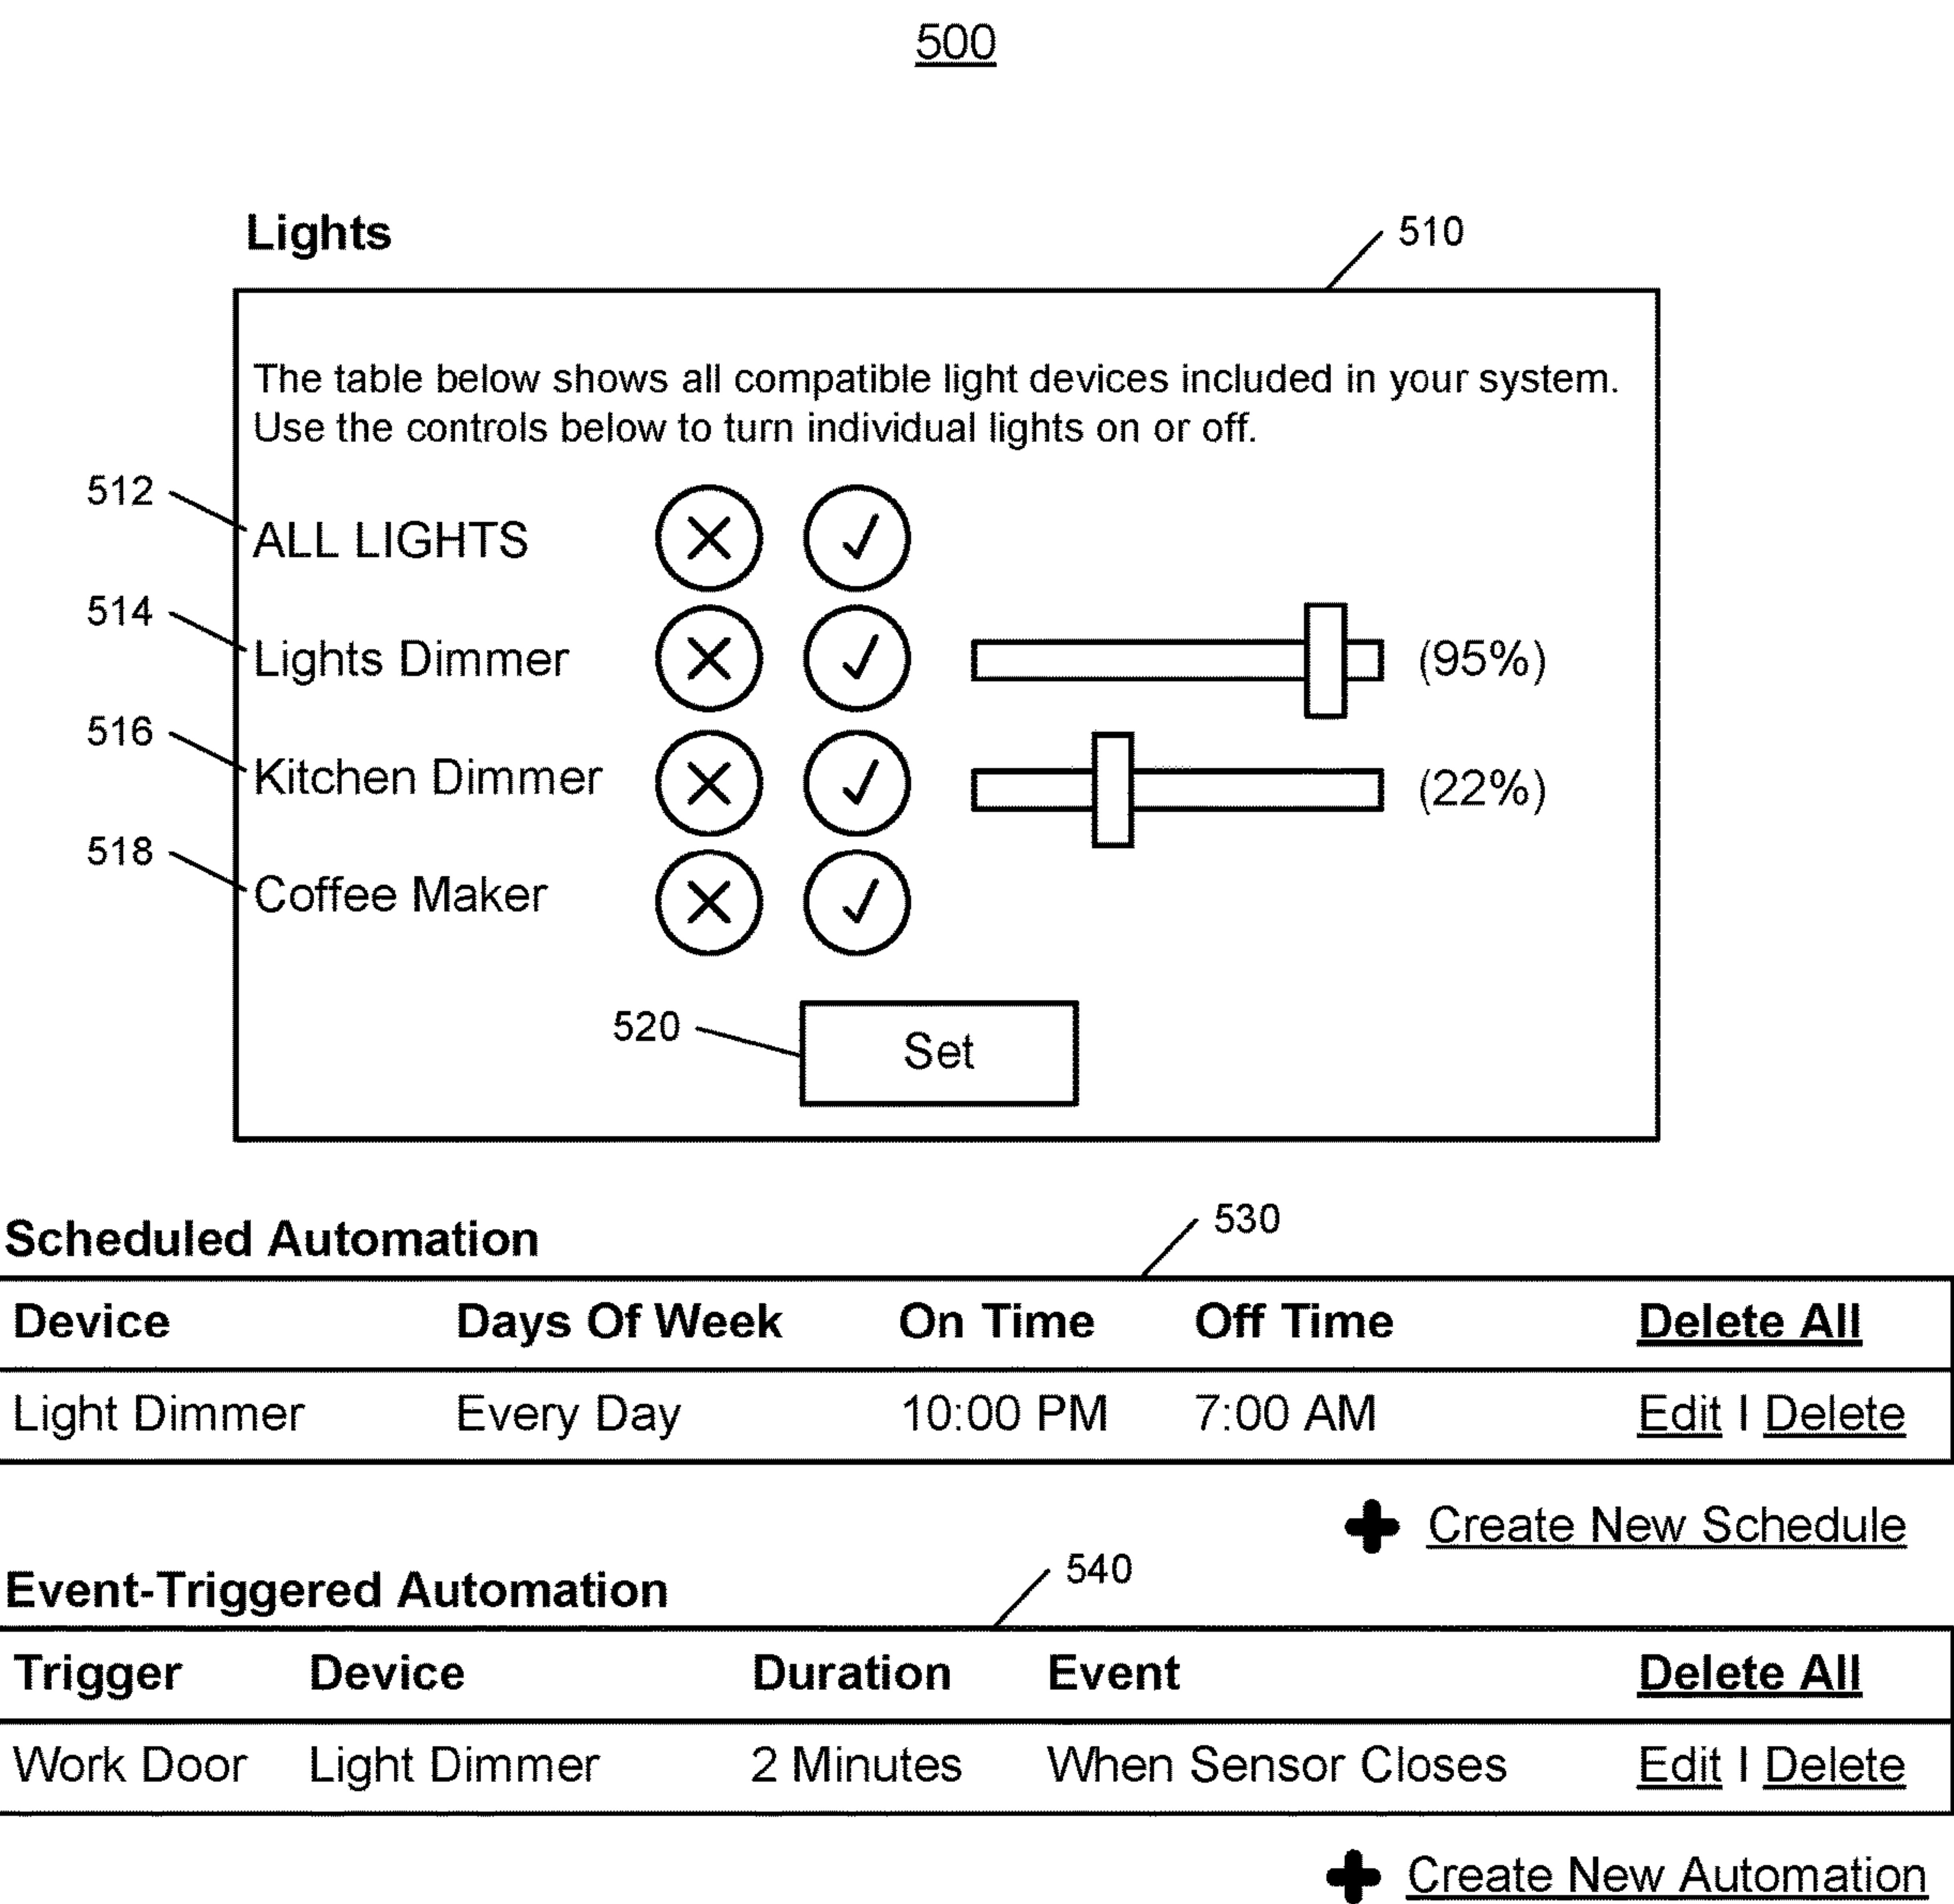 500
Lights
510
The table below shows all compatible light devices included in your system.
Use the controls below to turn individual lights on or off.
512
ALL LIGHTS
514
Lights Dimmer (95%)
516
Kitchen Dimmer (22%)
518
Coffee Maker
520
Set
Scheduled Automation
530
Device Days Of Week On Time Off Time Delete All
Light Dimmer Every Day 10:00 PM 7:00 AM Edit | Delete
Create New Schedule
Event-Triggered Automation
540
Trigger Device Duration Event Delete All
Work Door Light Dimmer 2 Minutes When Sensor Closes Edit | Delete
Create New Automation